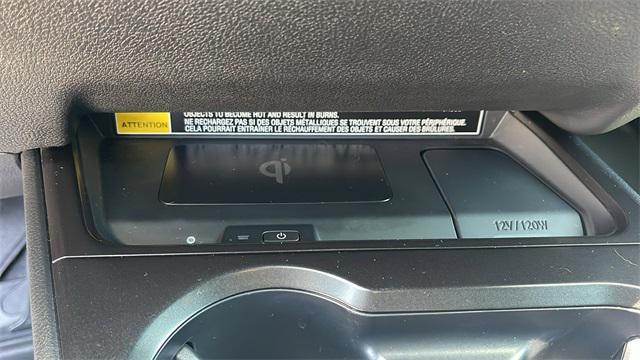 OBJECTS TO BECOME HOT AND RESULT IN BURNS.
ATTENTION
NE RECHARGEZ PAS SI DES OBJETS MÉTALLIQUES SE TROUVENT SOUS VOTRE PÉRIPHÉRIQUE.
CELA POURRAIT ENTRAÎNER LE RÉCHAUFFEMENT DES OBJETS ET CAUSER DES BRÛLURES.
qi
12V/120W